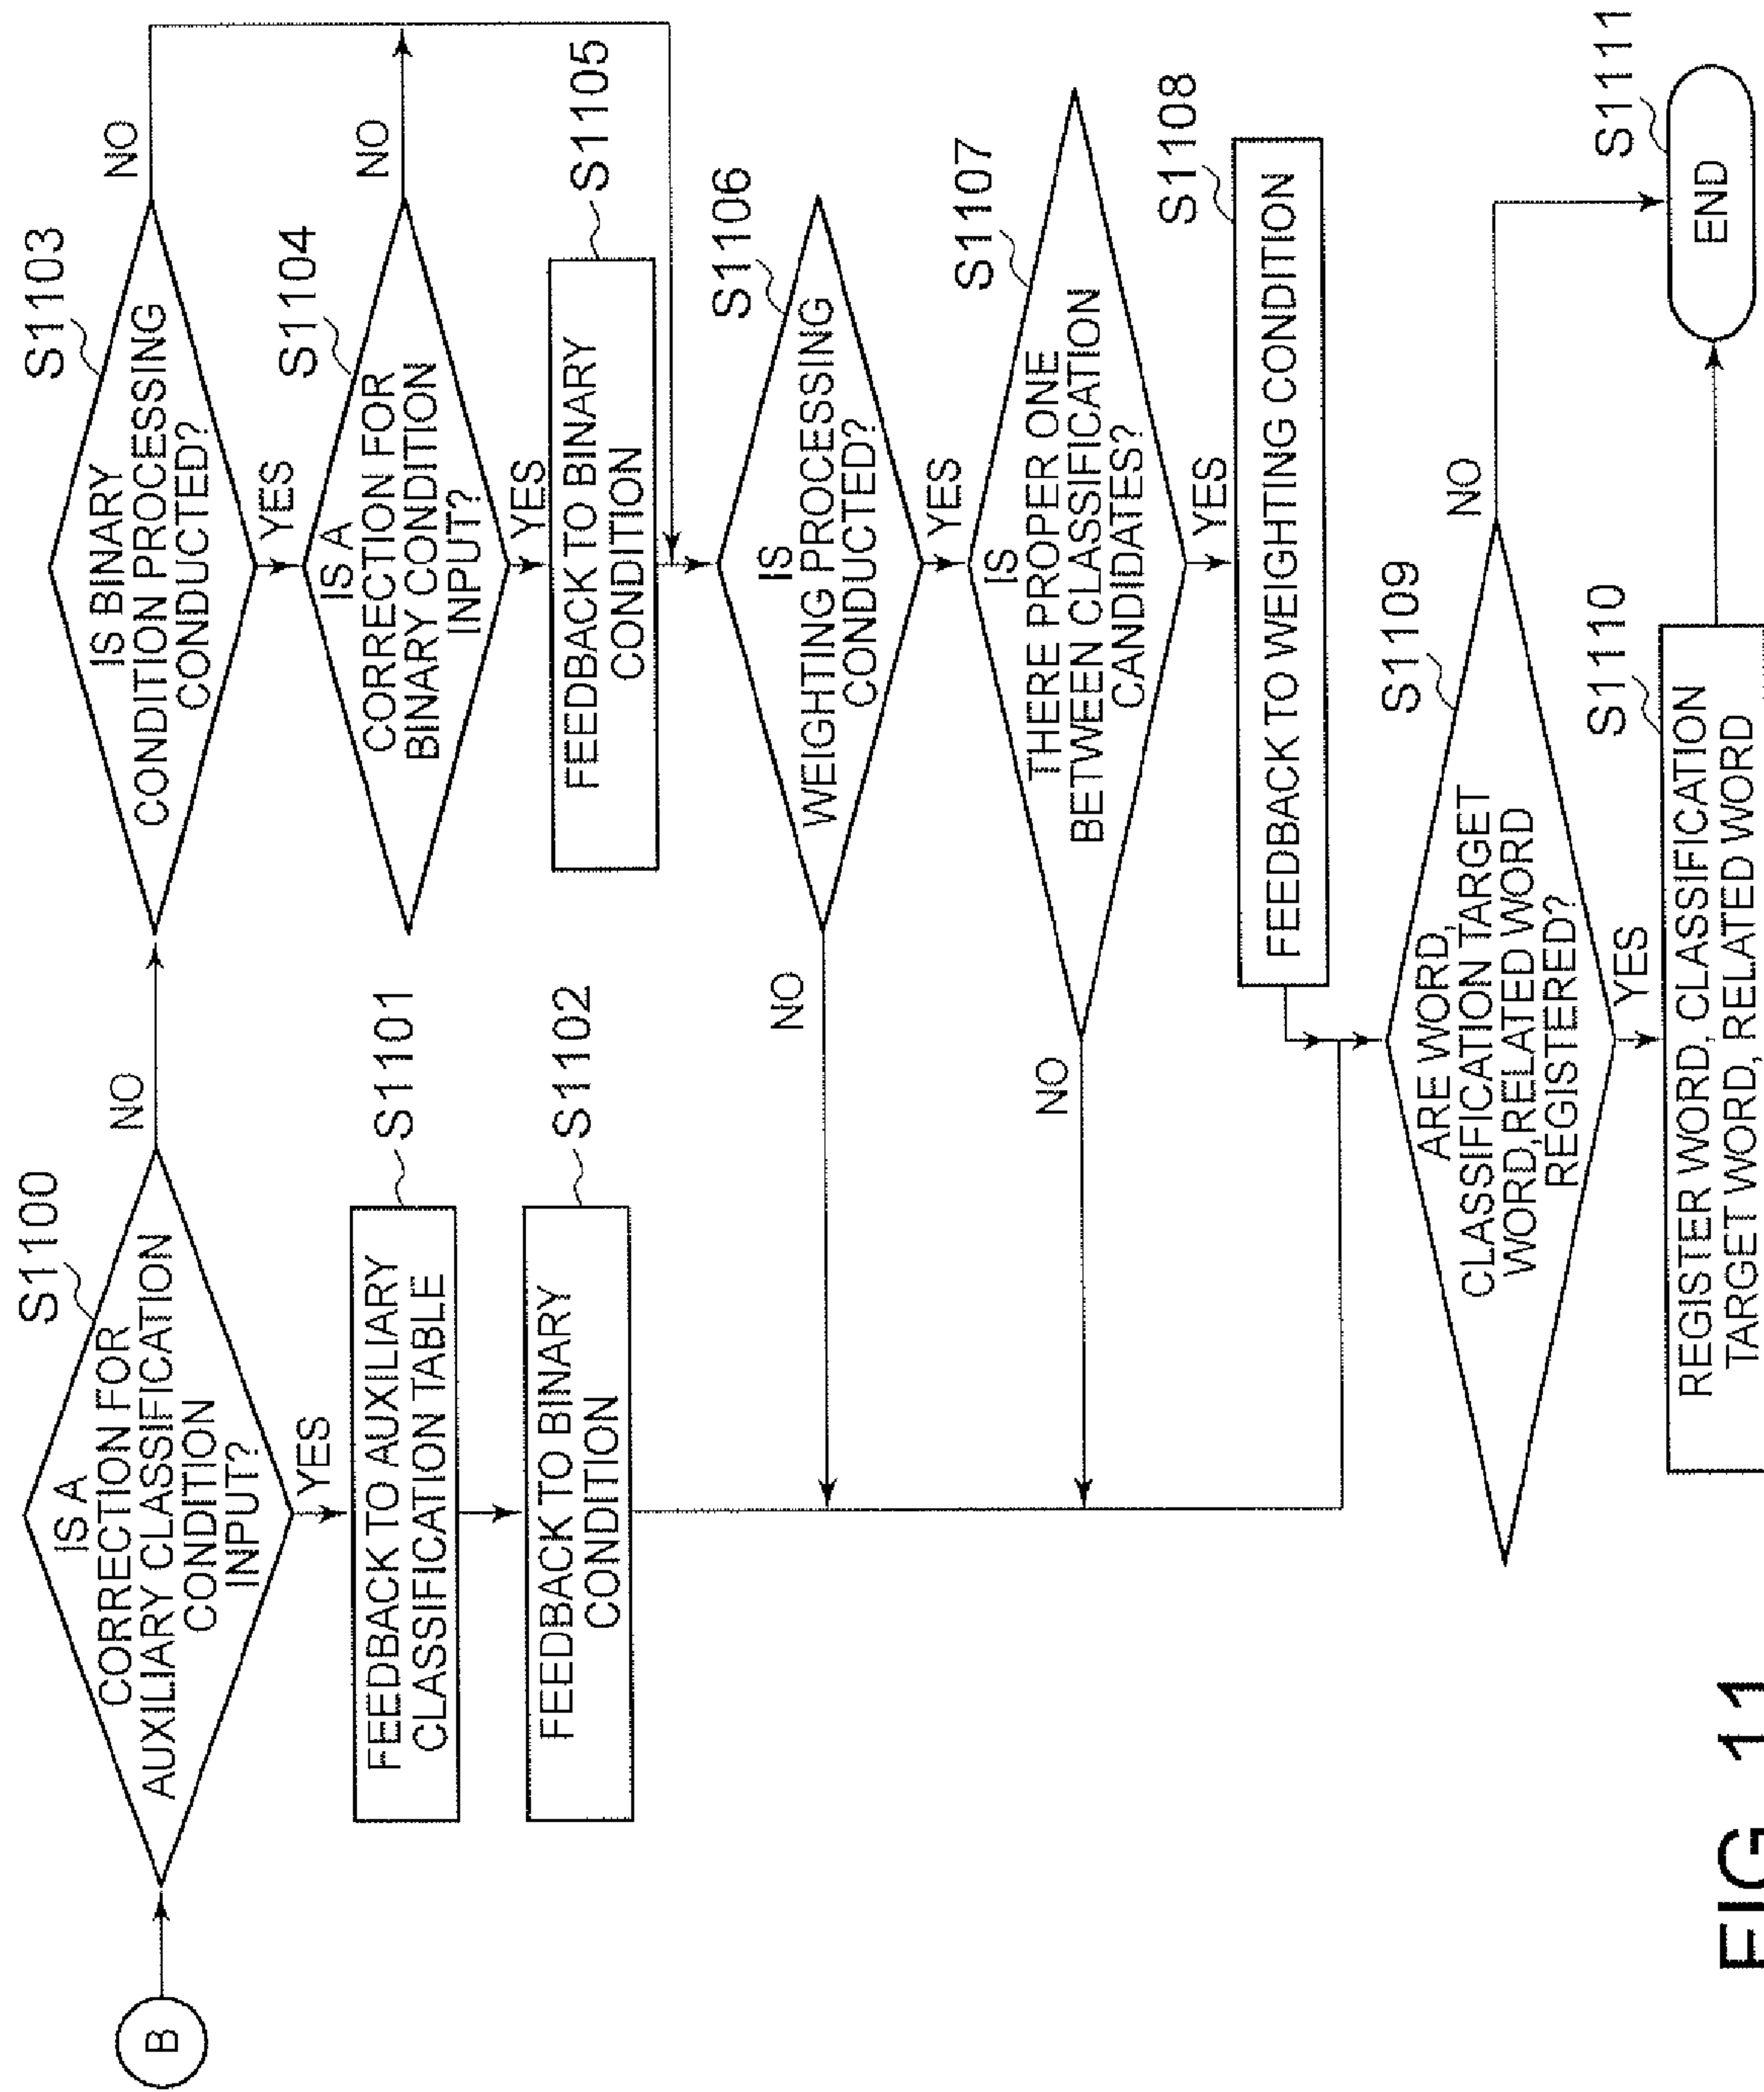 B
S1100
IS A
CORRECTION FOR
AUXILIARY CLASSIFICATION
CONDITION
INPUT?
NO
YES
FEEDBACK TO AUXILIARY
CLASSIFICATION TABLE
S1101
FEEDBACK TO BINARY
CONDITION
S1102
S1103
IS BINARY
CONDITION PROCESSING
CONDUCTED?
NO
YES
S1104
IS A
CORRECTION FOR
BINARY CONDITION
INPUT?
NO
YES
FEEDBACK TO BINARY
CONDITION
S1105
S1106
IS
WEIGHTING PROCESSING
CONDUCTED?
NO
YES
S1107
IS
THERE PROPER ONE
BETWEEN CLASSIFICATION
CANDIDATES?
NO
YES
S1108
FEEDBACK TO WEIGHTING CONDITION
S1109
ARE WORD,
CLASSIFICATION TARGET
WORD,RELATED WORD
REGISTERED?
NO
YES
S1110
REGISTER WORD, CLASSIFICATION
TARGET WORD, RELATED WORD
S1111
END
FIG. 11